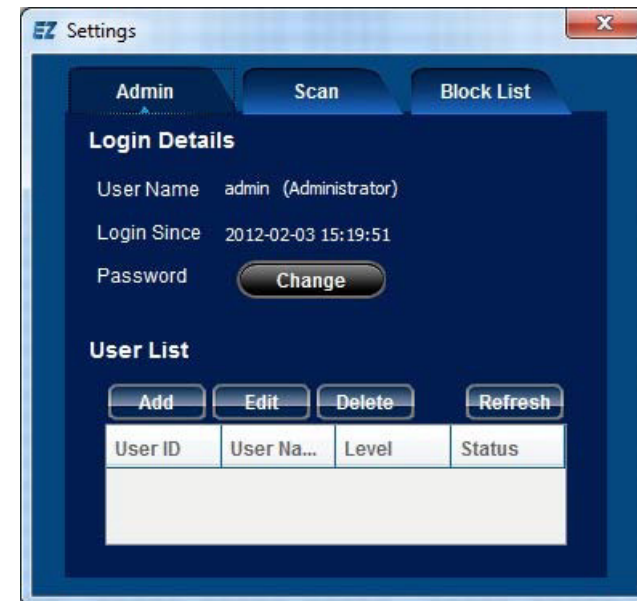 EZ Settings x
Admin Scan Block List
Login Details
User Name admin (Administrator)
Login Since 2012-02-03 15:19:51
Password Change
User List
Add Edit Delete Refresh
User ID User Na... Level Status